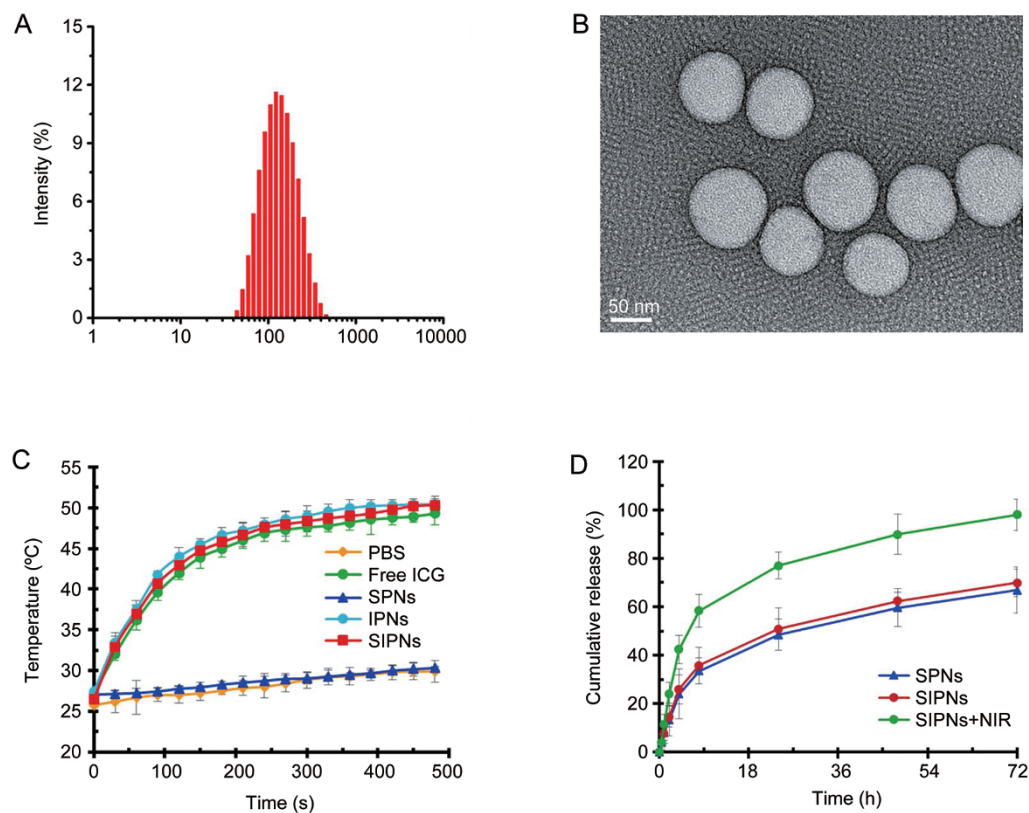 A
15
12
9
6
3
0
Intensity (%)
1 10 100 1000 10000
B
50 nm
C
55
50
45
40
35
30
25
20
Temperature (ºC)
PBS
Free ICG
SPNs
IPNs
SIPNs
0 100 200 300 400 500
Time (s)
D
120
100
80
60
40
20
0
Cumulative release (%)
SPNs
SIPNs
SIPNs+NIR
0 18 36 54 72
Time (h)